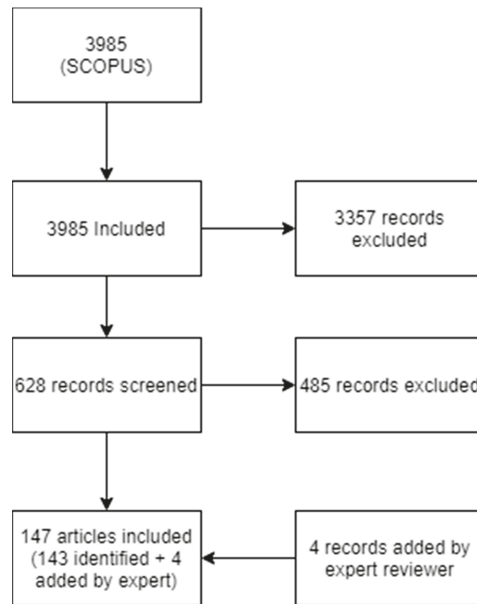 3985
(SCOPUS)
3985 Included
3357 records
excluded
628 records screened
485 records excluded
147 articles included
(143 identified + 4
added by expert)
4 records added by
expert reviewer